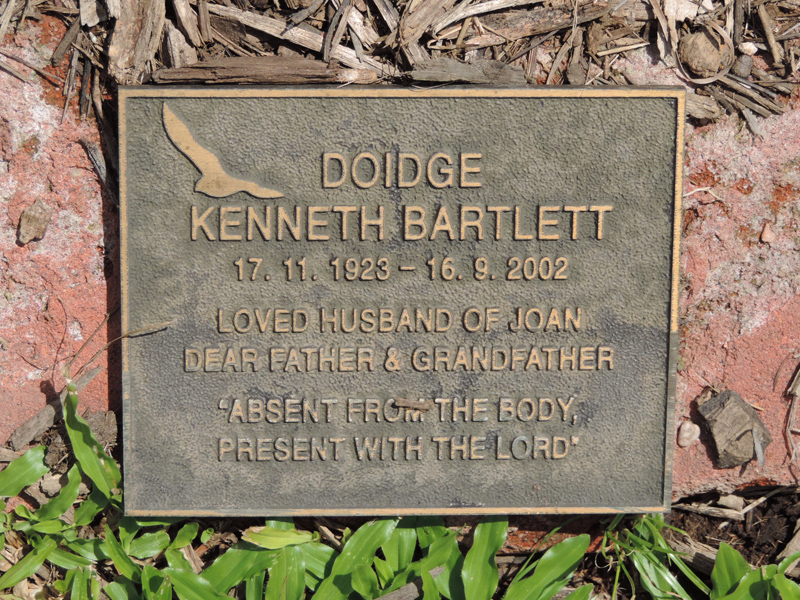 DOIDGE
KENNETH BARTLETT
17. 11. 1923 – 16. 9. 2002
LOVED HUSBAND OF JOAN
DEAR FATHER & GRANDFATHER
"ABSENT FROM THE BODY,
PRESENT WITH THE LORD"